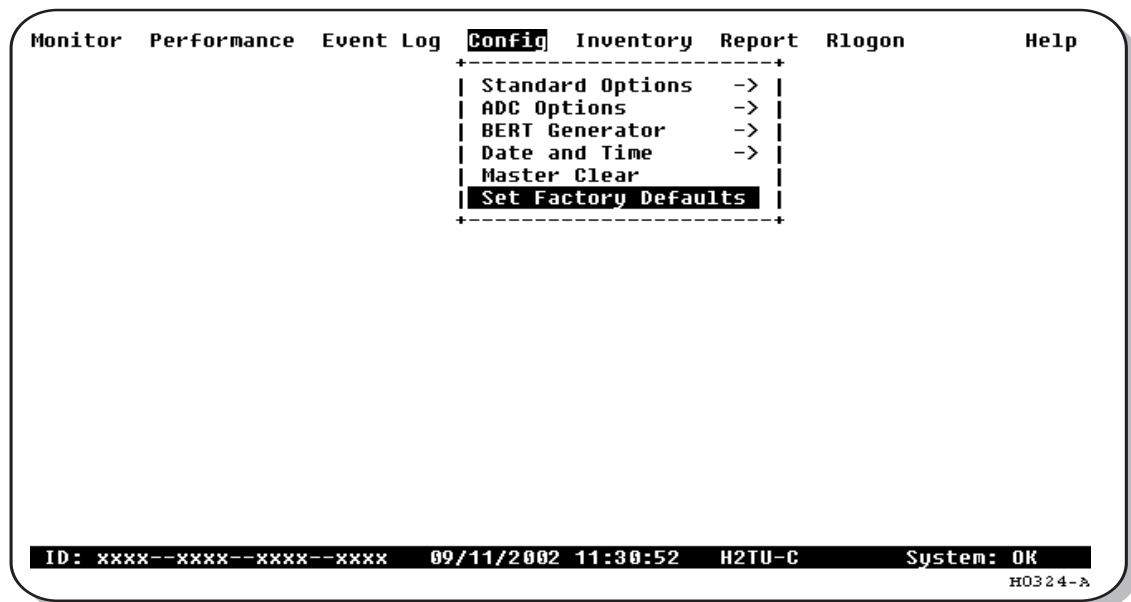 Monitor  Performance  Event Log  Config  Inventory  Report  Rlogon  Help
+-----------------------+
| Standard Options   -> |
| ADC Options        -> |
| BERT Generator     -> |
| Date and Time      -> |
| Master Clear          |
| Set Factory Defaults  |
+-----------------------+
ID: xxxx--xxxx--xxxx--xxxx  09/11/2002 11:30:52  H2TU-C  System: OK
H0324-A